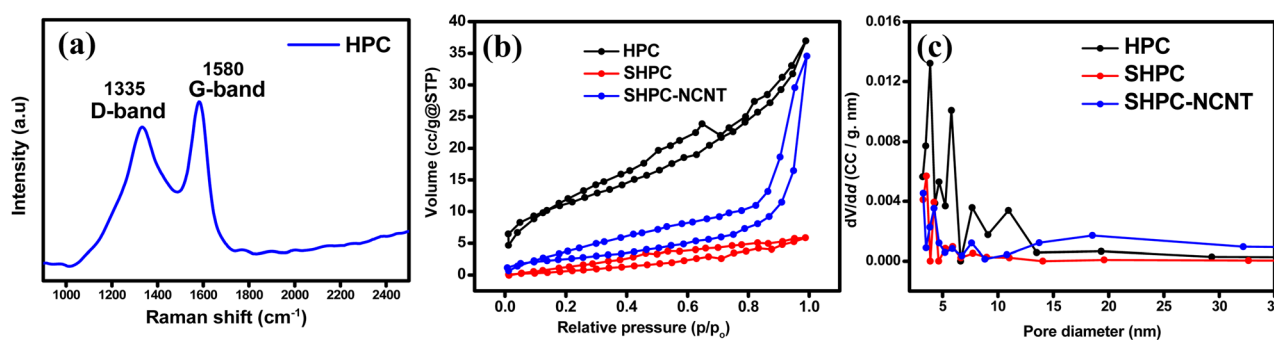 (a)
HPC
1335
D-band
1580
G-band
Intensity (a.u)
1000 1200 1400 1600 1800 2000 2200 2400
Raman shift (cm⁻¹)
(b)
HPC
SHPC
SHPC-NCNT
Volume (cc/g@STP)
40
35
30
25
20
15
10
5
0
0.0 0.2 0.4 0.6 0.8 1.0
Relative pressure (p/pₒ)
(c)
HPC
SHPC
SHPC-NCNT
dV/dd (CC / g. nm)
0.016
0.012
0.008
0.004
0.000
5 10 15 20 25 30 35
Pore diameter (nm)